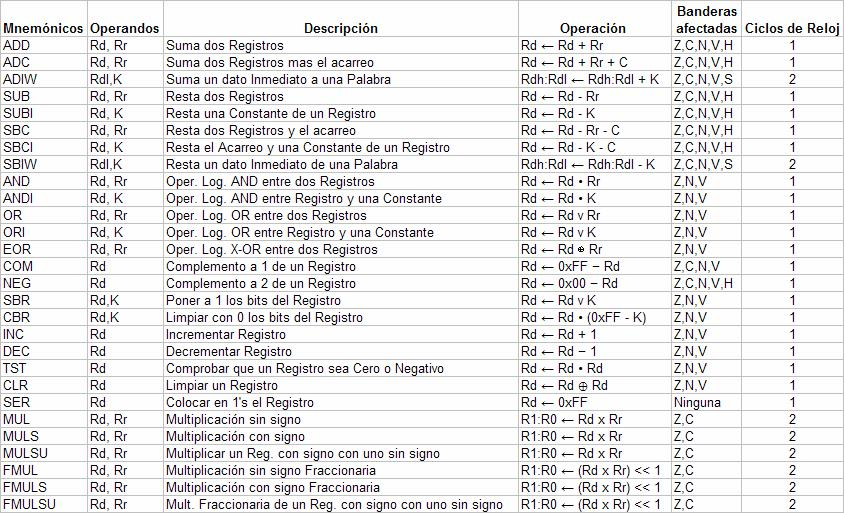 Mnemónicos Operandos Descripción Operación Banderas afectadas Ciclos de Reloj
ADD Rd, Rr Suma dos Registros Rd ← Rd + Rr Z,C,N,V,H 1
ADC Rd, Rr Suma dos Registros mas el acarreo Rd ← Rd + Rr + C Z,C,N,V,H 1
ADIW Rdl,K Suma un dato Inmediato a una Palabra Rdh:Rdl ← Rdh:Rdl + K Z,C,N,V,S 2
SUB Rd, Rr Resta dos Registros Rd ← Rd - Rr Z,C,N,V,H 1
SUBI Rd, K Resta una Constante de un Registro Rd ← Rd - K Z,C,N,V,H 1
SBC Rd, Rr Resta dos Registros y el acarreo Rd ← Rd - Rr - C Z,C,N,V,H 1
SBCI Rd, K Resta el Acarreo y una Constante de un Registro Rd ← Rd - K - C Z,C,N,V,H 1
SBIW Rdl,K Resta un dato Inmediato de una Palabra Rdh:Rdl ← Rdh:Rdl - K Z,C,N,V,S 2
AND Rd, Rr Oper. Log. AND entre dos Registros Rd ← Rd • Rr Z,N,V 1
ANDI Rd, K Oper. Log. AND entre Registro y una Constante Rd ← Rd • K Z,N,V 1
OR Rd, Rr Oper. Log. OR entre dos Registros Rd ← Rd v Rr Z,N,V 1
ORI Rd, K Oper. Log. OR entre Registro y una Constante Rd ← Rd v K Z,N,V 1
EOR Rd, Rr Oper. Log. X-OR entre dos Registros Rd ← Rd ⊕ Rr Z,N,V 1
COM Rd Complemento a 1 de un Registro Rd ← 0xFF − Rd Z,C,N,V 1
NEG Rd Complemento a 2 de un Registro Rd ← 0x00 − Rd Z,C,N,V,H 1
SBR Rd,K Poner a 1 los bits del Registro Rd ← Rd v K Z,N,V 1
CBR Rd,K Limpiar con 0 los bits del Registro Rd ← Rd • (0xFF - K) Z,N,V 1
INC Rd Incrementar Registro Rd ← Rd + 1 Z,N,V 1
DEC Rd Decrementar Registro Rd ← Rd − 1 Z,N,V 1
TST Rd Comprobar que un Registro sea Cero o Negativo Rd ← Rd • Rd Z,N,V 1
CLR Rd Limpiar un Registro Rd ← Rd ⊕ Rd Z,N,V 1
SER Rd Colocar en 1's el Registro Rd ← 0xFF Ninguna 1
MUL Rd, Rr Multiplicación sin signo R1:R0 ← Rd x Rr Z,C 2
MULS Rd, Rr Multiplicación con signo R1:R0 ← Rd x Rr Z,C 2
MULSU Rd, Rr Multiplicar un Reg. con signo con uno sin signo R1:R0 ← Rd x Rr Z,C 2
FMUL Rd, Rr Multiplicación sin signo Fraccionaria R1:R0 ← (Rd x Rr) << 1 Z,C 2
FMULS Rd, Rr Multiplicación con signo Fraccionaria R1:R0 ← (Rd x Rr) << 1 Z,C 2
FMULSU Rd, Rr Mult. Fraccionaria de un Reg. con signo con uno sin signo R1:R0 ← (Rd x Rr) << 1 Z,C 2